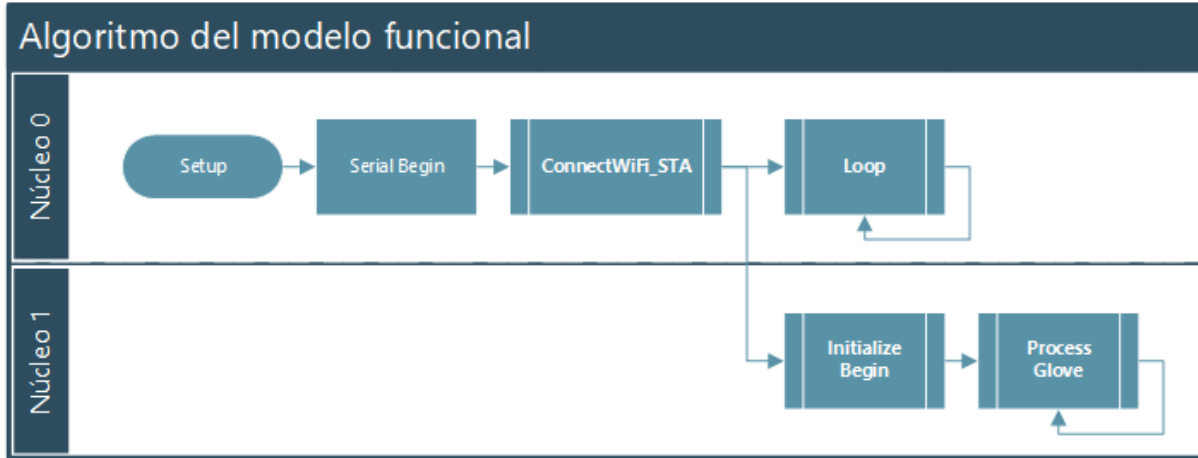 Algoritmo del modelo funcional
Núcleo 0
Setup
Serial Begin
ConnectWiFi_STA
Loop
Núcleo 1
Initialize
Begin
Process
Glove